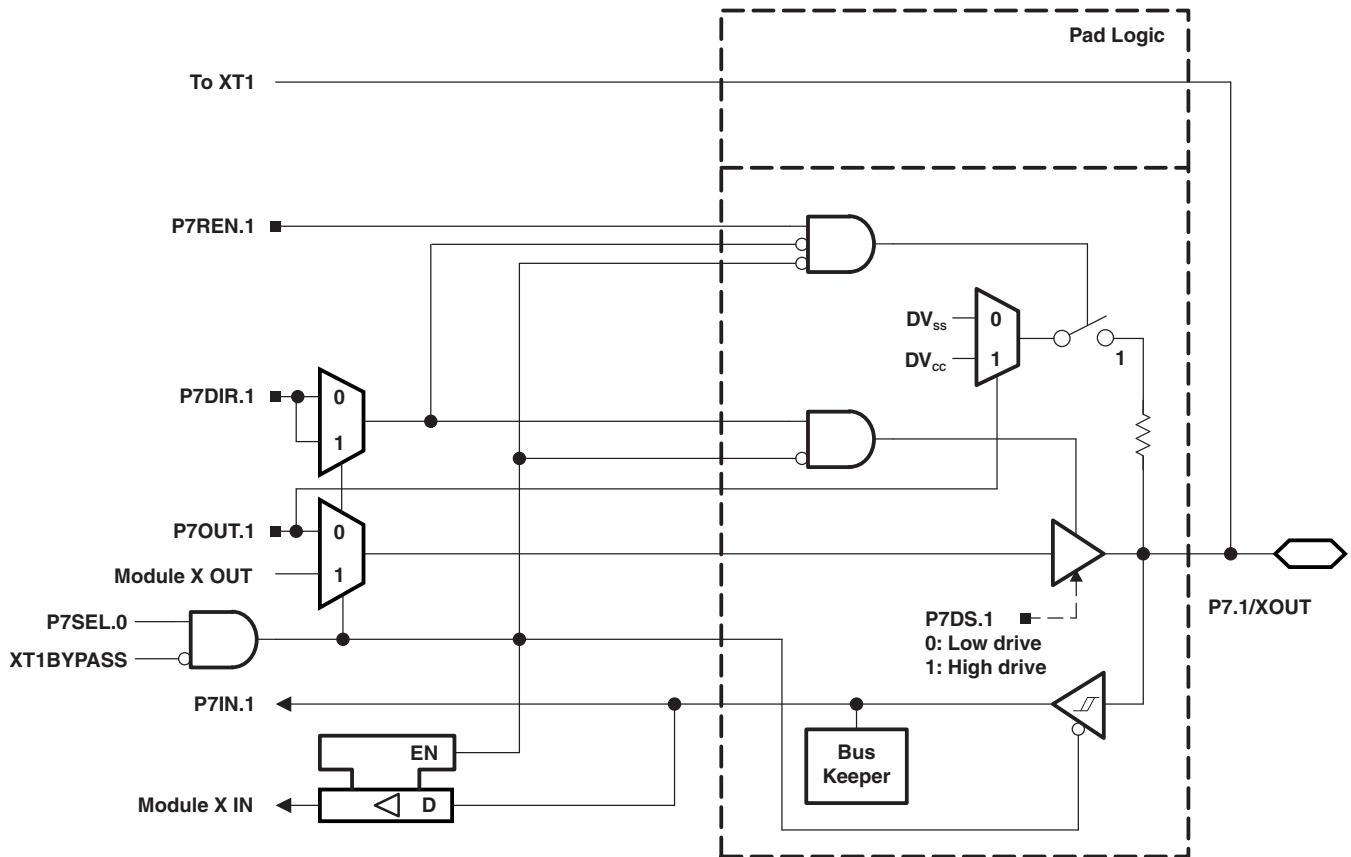 Pad Logic
To XT1
P7REN.1
DVss
0
DVcc
1
1
P7DIR.1
0
1
P7OUT.1
0
Module X OUT
1
P7.1/XOUT
P7SEL.0
P7DS.1
0: Low drive
1: High drive
XT1BYPASS
P7IN.1
EN
Bus
Keeper
Module X IN
D